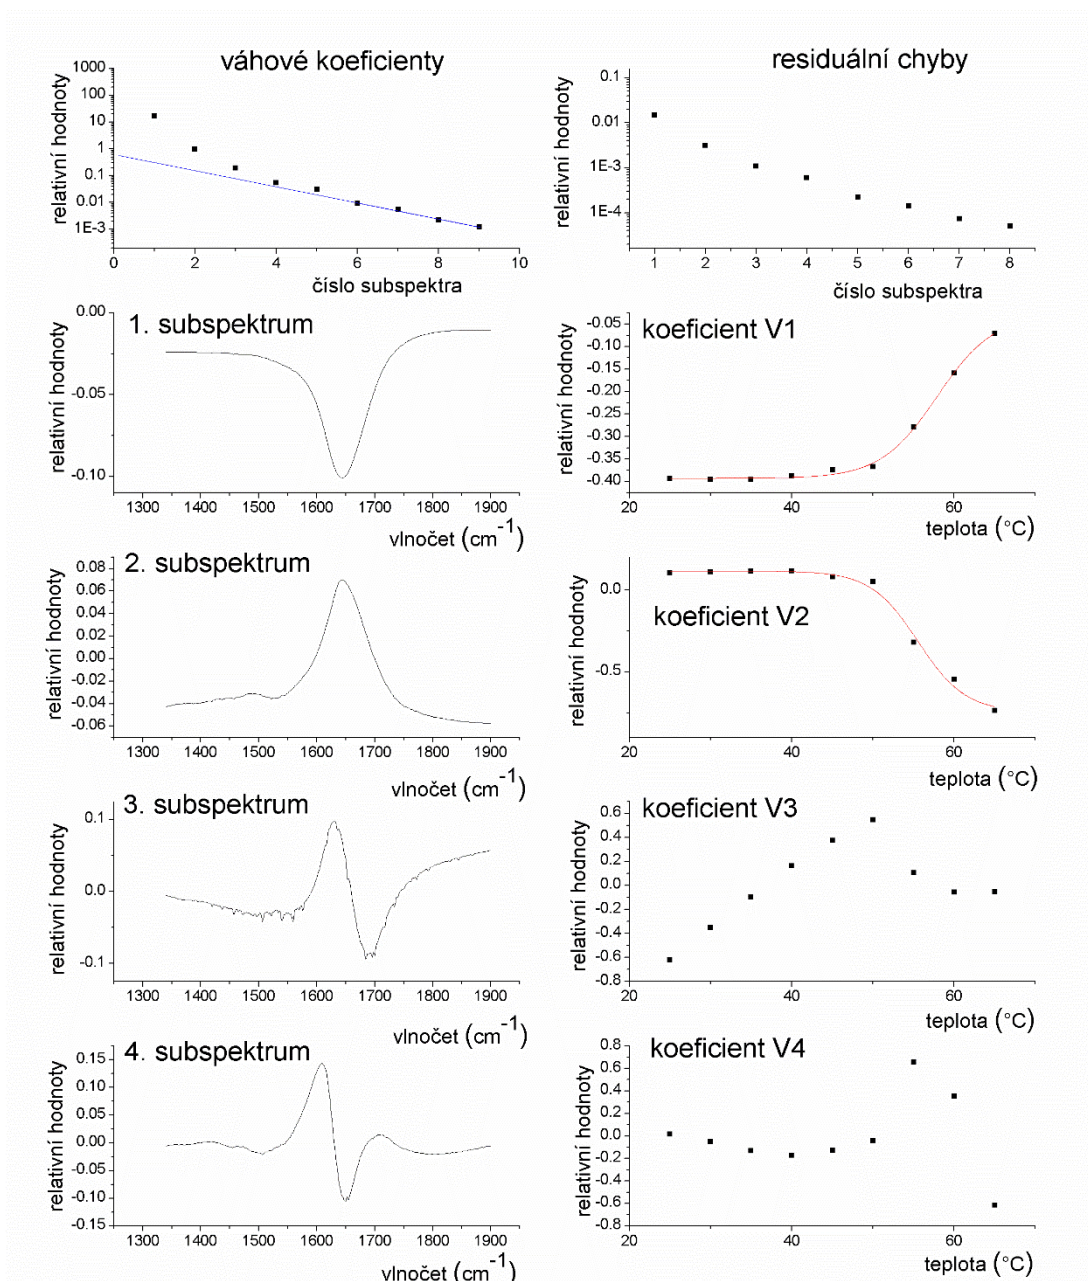 váhové koeficienty
relativní hodnoty
1000
100
10
1
0.1
0.01
1E-3
0 2 4 6 8 10
číslo subspektra
residuální chyby
relativní hodnoty
0.1
0.01
1E-3
1E-4
1 2 3 4 5 6 7 8
číslo subspektra
1. subspektrum
relativní hodnoty
0.00
-0.05
-0.10
1300 1400 1500 1600 1700 1800 1900
vlnočet (cm-1)
koeficient V1
relativní hodnoty
-0.05
-0.10
-0.15
-0.20
-0.25
-0.30
-0.35
-0.40
20 40 60
teplota (°C)
2. subspektrum
relativní hodnoty
0.08
0.06
0.04
0.02
0.00
-0.02
-0.04
-0.06
1300 1400 1500 1600 1700 1800 1900
vlnočet (cm-1)
koeficient V2
relativní hodnoty
0.0
-0.5
20 40 60
teplota (°C)
3. subspektrum
relativní hodnoty
0.1
0.0
-0.1
1300 1400 1500 1600 1700 1800 1900
vlnočet (cm-1)
koeficient V3
relativní hodnoty
0.6
0.4
0.2
0.0
-0.2
-0.4
-0.6
-0.8
20 40 60
teplota (°C)
4. subspektrum
relativní hodnoty
0.15
0.10
0.05
0.00
-0.05
-0.10
-0.15
1300 1400 1500 1600 1700 1800 1900
vlnočet (cm-1)
koeficient V4
relativní hodnoty
0.8
0.6
0.4
0.2
0.0
-0.2
-0.4
-0.6
-0.8
20 40 60
teplota (°C)